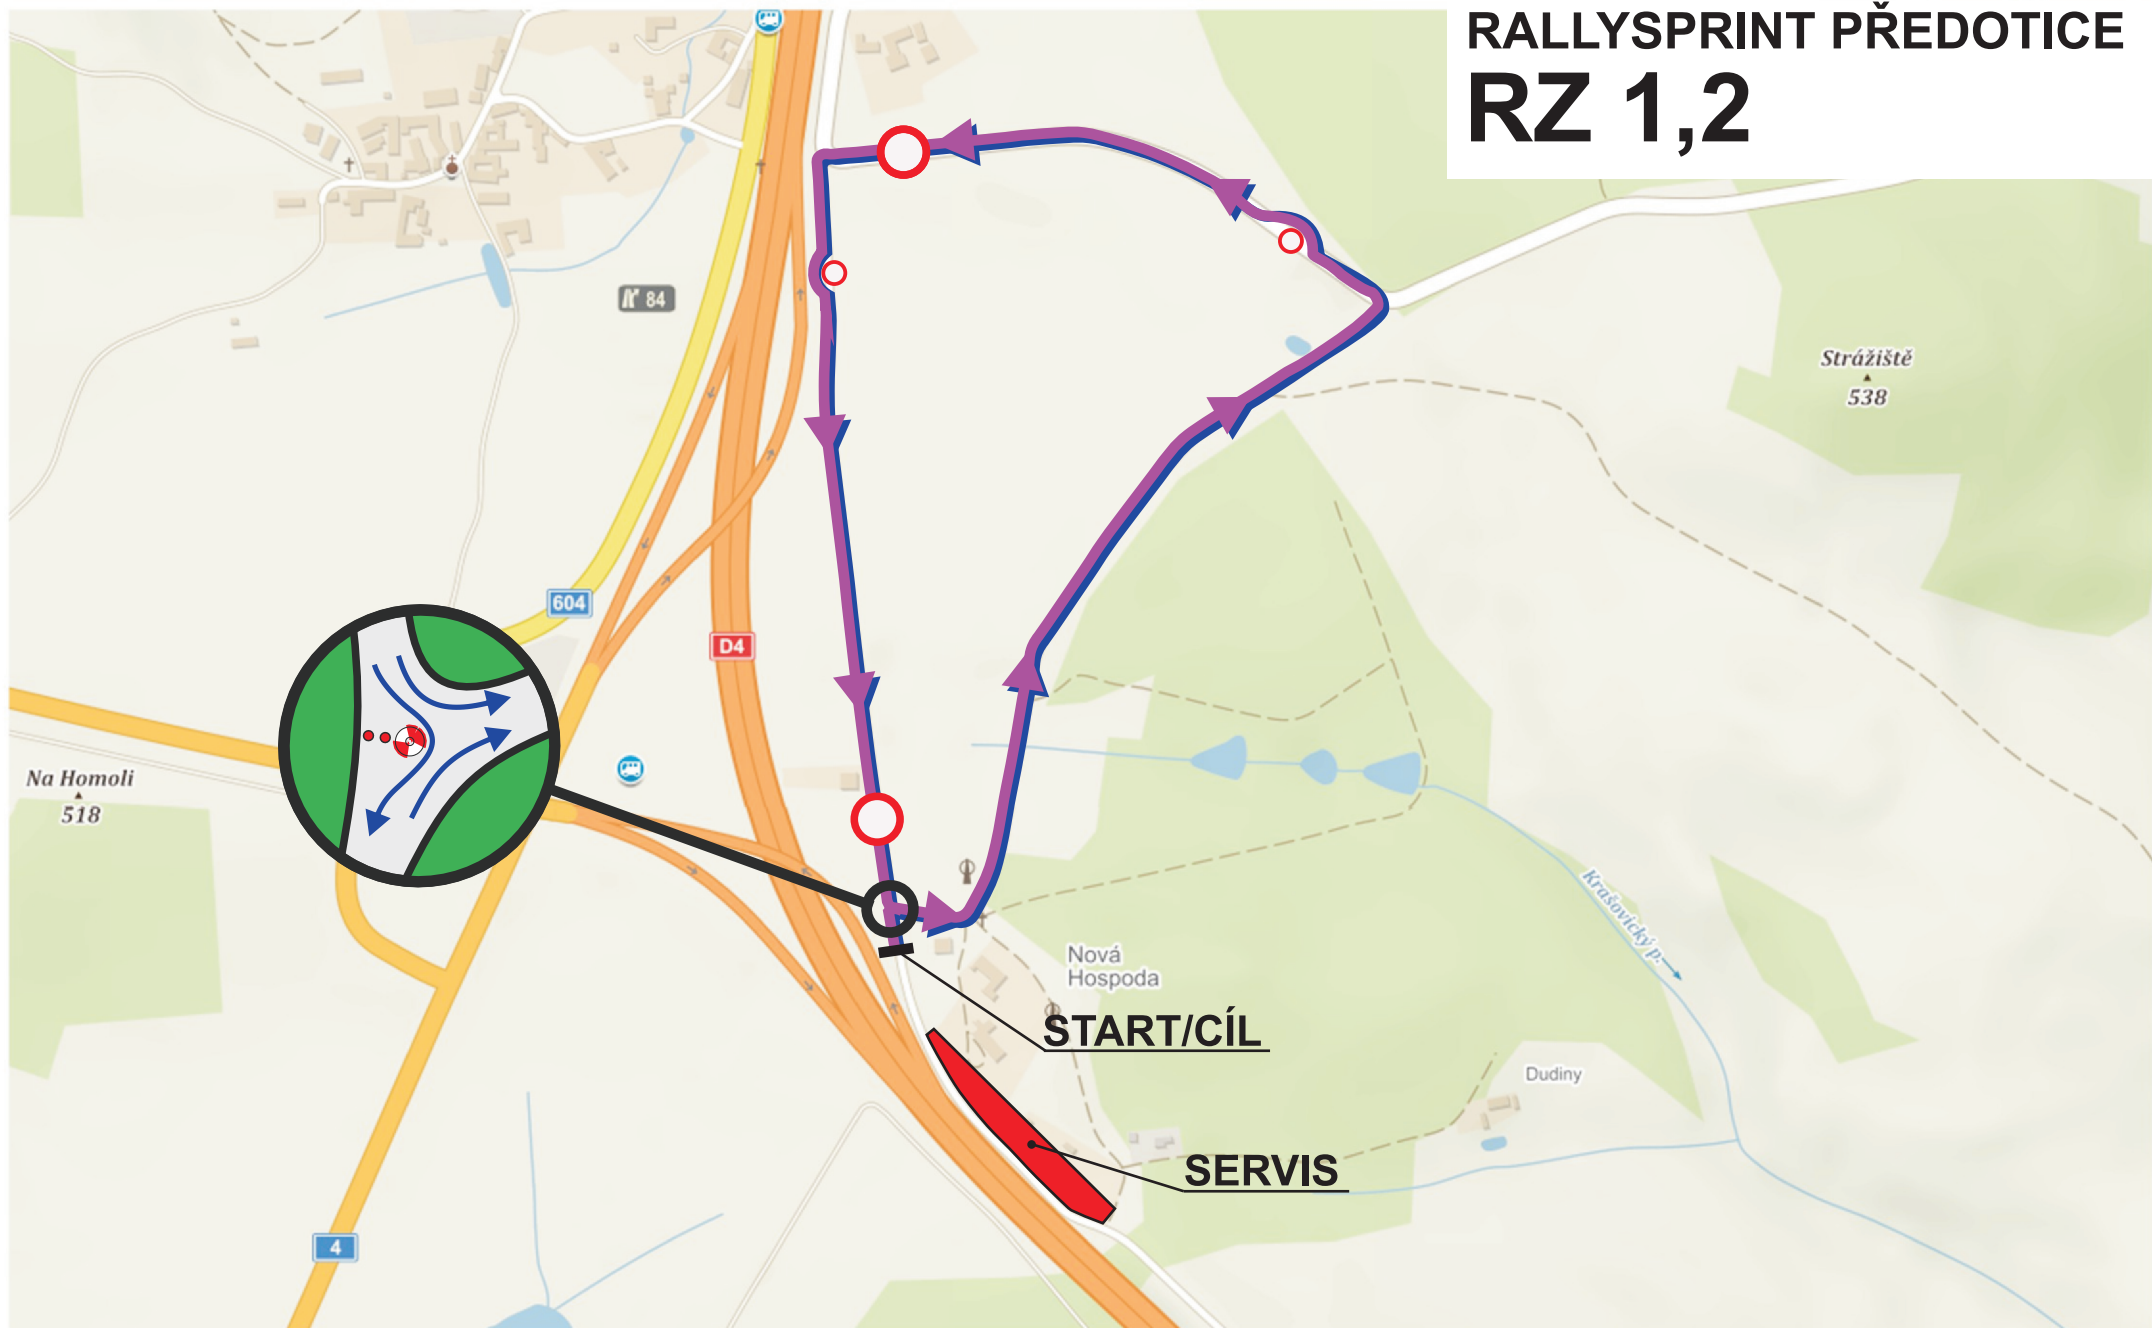 RALLYSPRINT PŘEDOTICE
RZ 1,2
84
Strážiště
538
604
D4
Na Homoli
518
Krašovický p.
Nová
Hospoda
START/CÍL
Dudiny
SERVIS
4